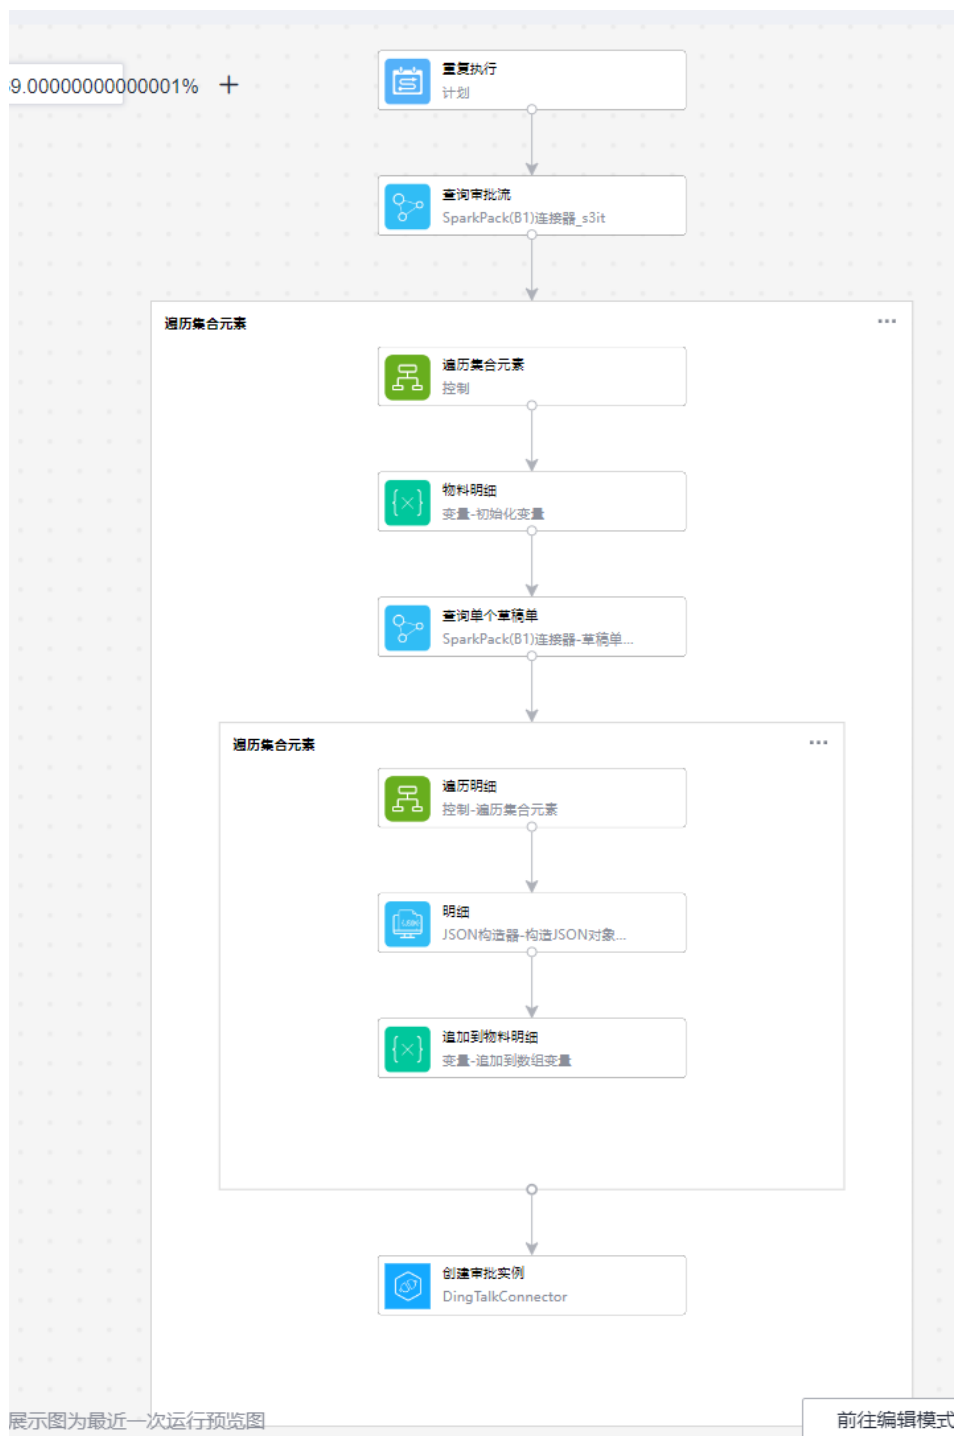 9.00000000000001% +
重复执行
计划
查询审批流
SparkPack(B1)连接器_s3it
遍历集合元素
遍历集合元素
控制
物料明细
变量-初始化变量
查询单个草稿单
SparkPack(B1)连接器-草稿单...
遍历集合元素
遍历明细
控制-遍历集合元素
明细
JSON构造器-构造JSON对象...
追加到物料明细
变量-追加到数组变量
创建审批实例
DingTalkConnector
展示图为最近一次运行预览图
前往编辑模式